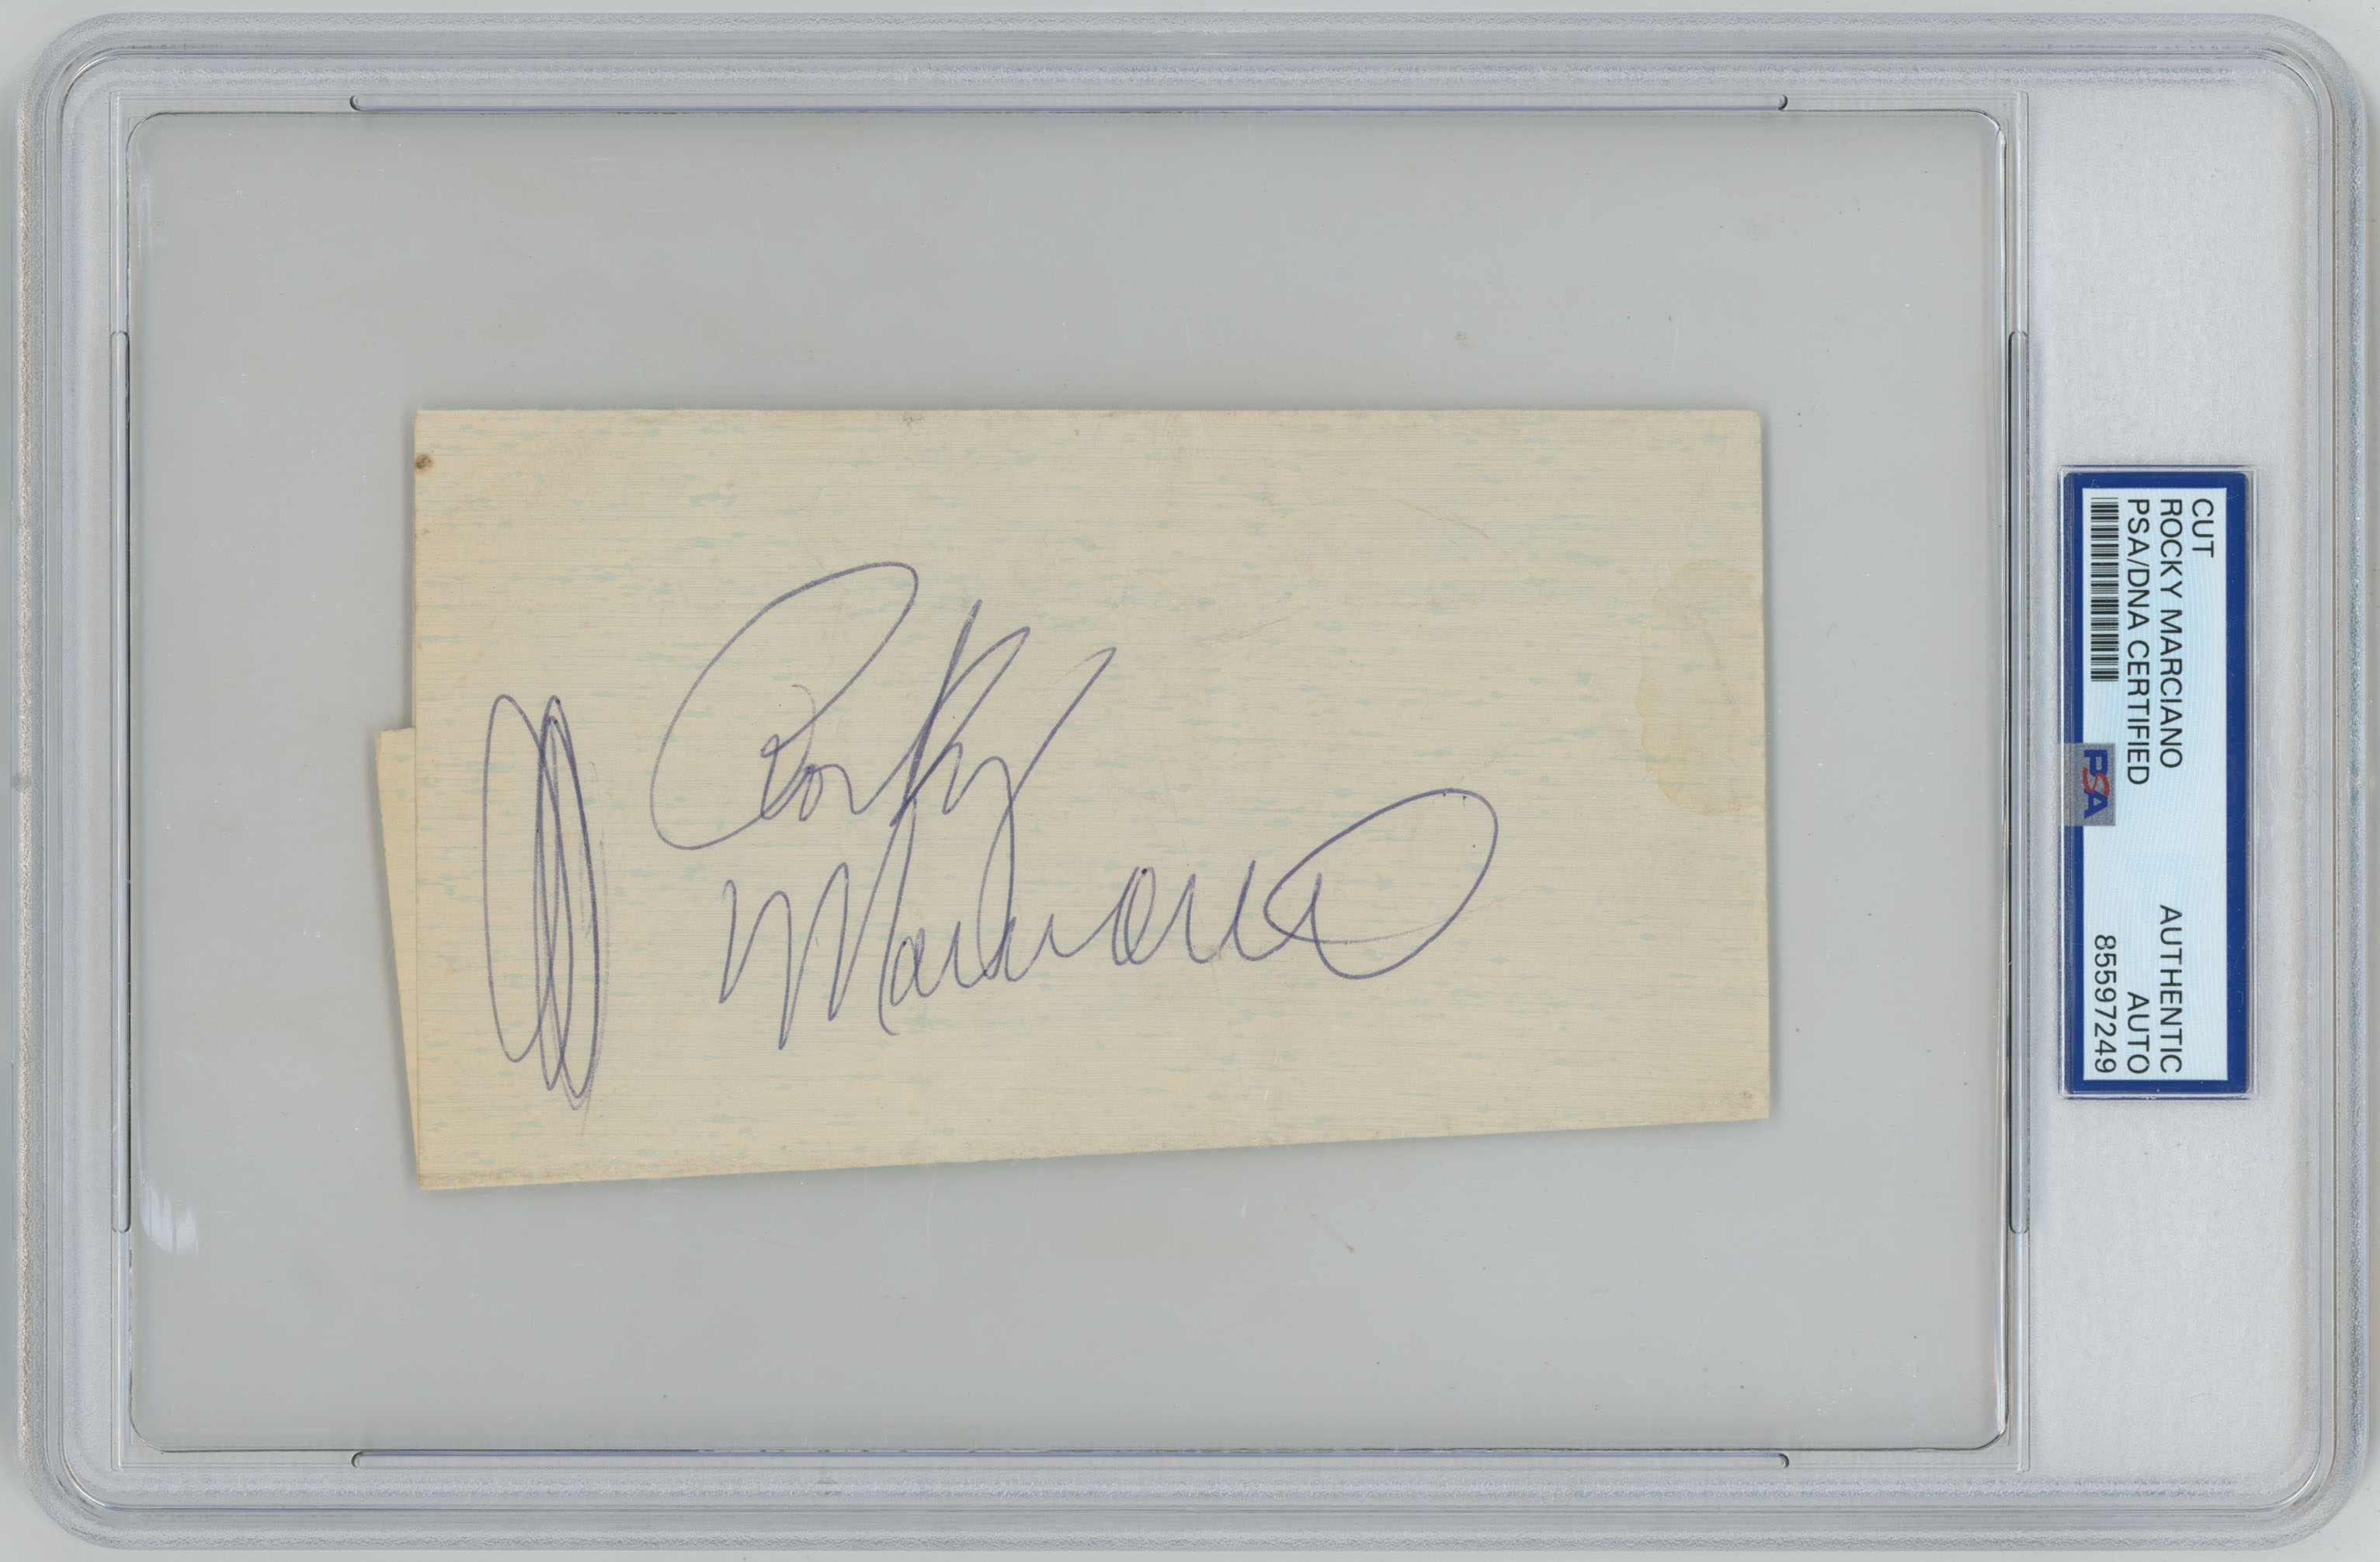 Rocky
Marciano
CUT
ROCKY MARCIANO
PSA/DNA CERTIFIED
AUTHENTIC
AUTO
85597249
PSA